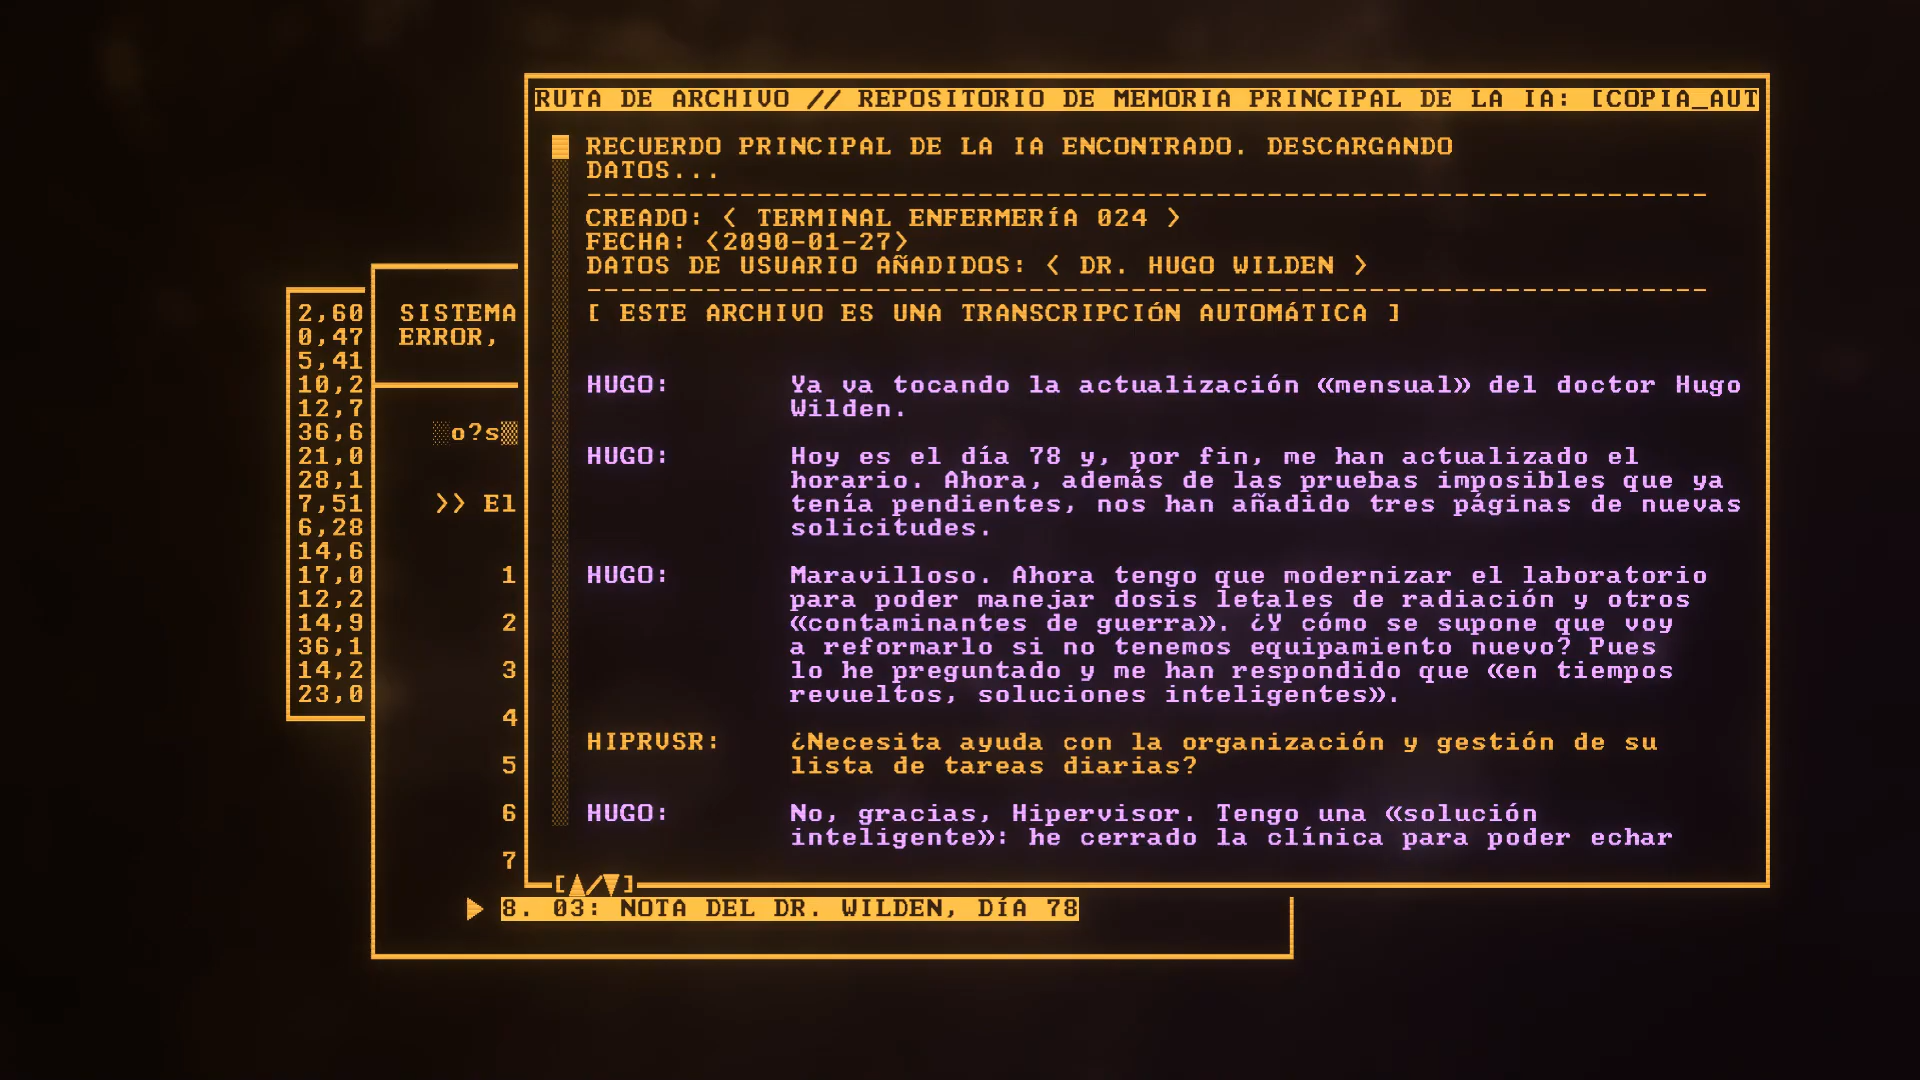 RUTA DE ARCHIVO // REPOSITORIO DE MEMORIA PRINCIPAL DE LA IA: [COPIA_AUT
RECUERDO PRINCIPAL DE LA IA ENCONTRADO. DESCARGANDO
DATOS...
CREADO: < TERMINAL ENFERMERÍA 024 >
FECHA: <2090-01-27>
DATOS DE USUARIO AÑADIDOS: < DR. HUGO WILDEN >
[ ESTE ARCHIVO ES UNA TRANSCRIPCIÓN AUTOMÁTICA ]
HUGO: Ya va tocando la actualización «mensual» del doctor Hugo
Wilden.
HUGO: Hoy es el día 78 y, por fin, me han actualizado el
horario. Ahora, además de las pruebas imposibles que ya
tenía pendientes, nos han añadido tres páginas de nuevas
solicitudes.
HUGO: Maravilloso. Ahora tengo que modernizar el laboratorio
para poder manejar dosis letales de radiación y otros
«contaminantes de guerra». ¿Y cómo se supone que voy
a reformarlo si no tenemos equipamiento nuevo? Pues
lo he preguntado y me han respondido que «en tiempos
revueltos, soluciones inteligentes».
HIPRVSR: ¿Necesita ayuda con la organización y gestión de su
lista de tareas diarias?
HUGO: No, gracias, Hipervisor. Tengo una «solución
inteligente»: he cerrado la clínica para poder echar
[▲/▼]
SISTEMA
ERROR,
o?s
>> El
1
2
3
4
5
6
7
8. 03: NOTA DEL DR. WILDEN, DÍA 78
2,60
0,47
5,41
10,2
12,7
36,6
21,0
28,1
7,51
6,28
14,6
17,0
12,2
14,9
36,1
14,2
23,0